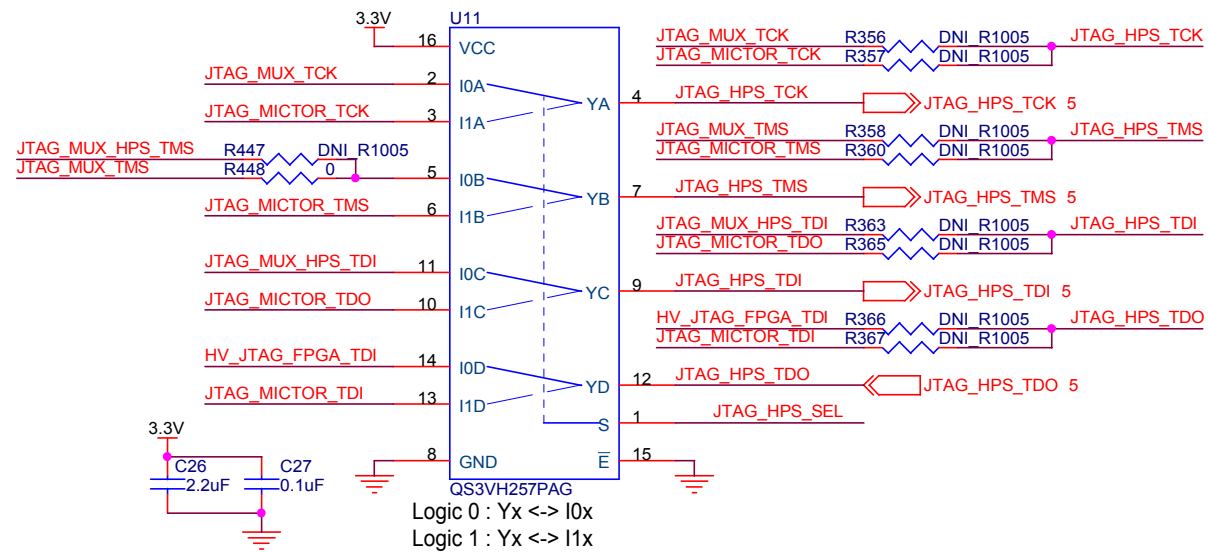 3.3V
U11
16 VCC
JTAG_MUX_TCK 2 I0A
JTAG_MICTOR_TCK 3 I1A
YA 4 JTAG_HPS_TCK JTAG_HPS_TCK 5
JTAG_MUX_HPS_TMS R447 DNI_R1005
JTAG_MUX_TMS R448 0 5 I0B
JTAG_MICTOR_TMS 6 I1B
YB 7 JTAG_HPS_TMS JTAG_HPS_TMS 5
JTAG_MUX_HPS_TDI 11 I0C
JTAG_MICTOR_TDO 10 I1C
YC 9 JTAG_HPS_TDI JTAG_HPS_TDI 5
HV_JTAG_FPGA_TDI 14 I0D
JTAG_MICTOR_TDI 13 I1D
YD 12 JTAG_HPS_TDO JTAG_HPS_TDO 5
S 1 JTAG_HPS_SEL
8 GND
E 15
QS3VH257PAG
Logic 0 : Yx <-> I0x
Logic 1 : Yx <-> I1x
JTAG_MUX_TCK R356 DNI_R1005 JTAG_HPS_TCK
JTAG_MICTOR_TCK R357 DNI_R1005
JTAG_MUX_TMS R358 DNI_R1005 JTAG_HPS_TMS
JTAG_MICTOR_TMS R360 DNI_R1005
JTAG_MUX_HPS_TDI R363 DNI_R1005 JTAG_HPS_TDI
JTAG_MICTOR_TDO R365 DNI_R1005
HV_JTAG_FPGA_TDI R366 DNI_R1005 JTAG_HPS_TDO
JTAG_MICTOR_TDI R367 DNI_R1005
3.3V
C26 C27
2.2uF 0.1uF